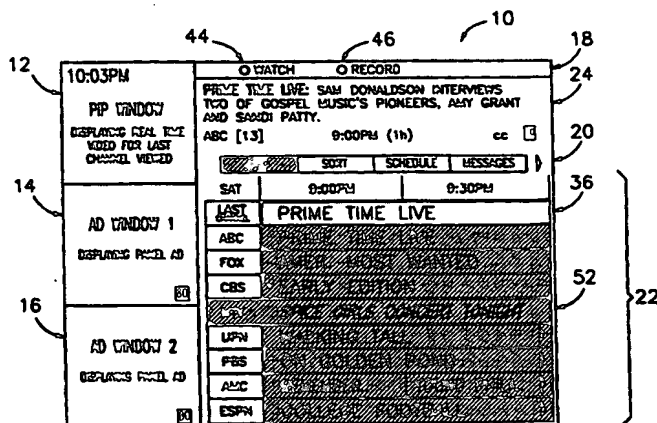 10
44
46
12
18
WATCH RECORD
10:03PM
24
PRIME TIME LIVE: SAM DONALDSON INTERVIEWS
TWO OF GOSPEL MUSIC'S PIONEERS, AMY GRANT
AND SANDI PATTY.
PIP WINDOW
DISPLAYING REAL TIME
VIDEO FOR LAST
CHANNEL VIEWED
ABC [13] 9:00PM (1h) cc
20
SORT SCHEDULE MESSAGES
14
SAT 9:00PM 9:30PM
36
LAST PRIME TIME LIVE
AD WINDOW 1
DISPLAYING PANEL AD
ABC PRIME TIME LIVE
FOX MOST WANTED
CBS EARLY EDITION
52
22
16
SPICE GIRLS CONCERT TONIGHT
AD WINDOW 2
DISPLAYING PANEL AD
UPN WALKING TALL
PBS ON GOLDEN POND
AMC
ESPN COLLEGE